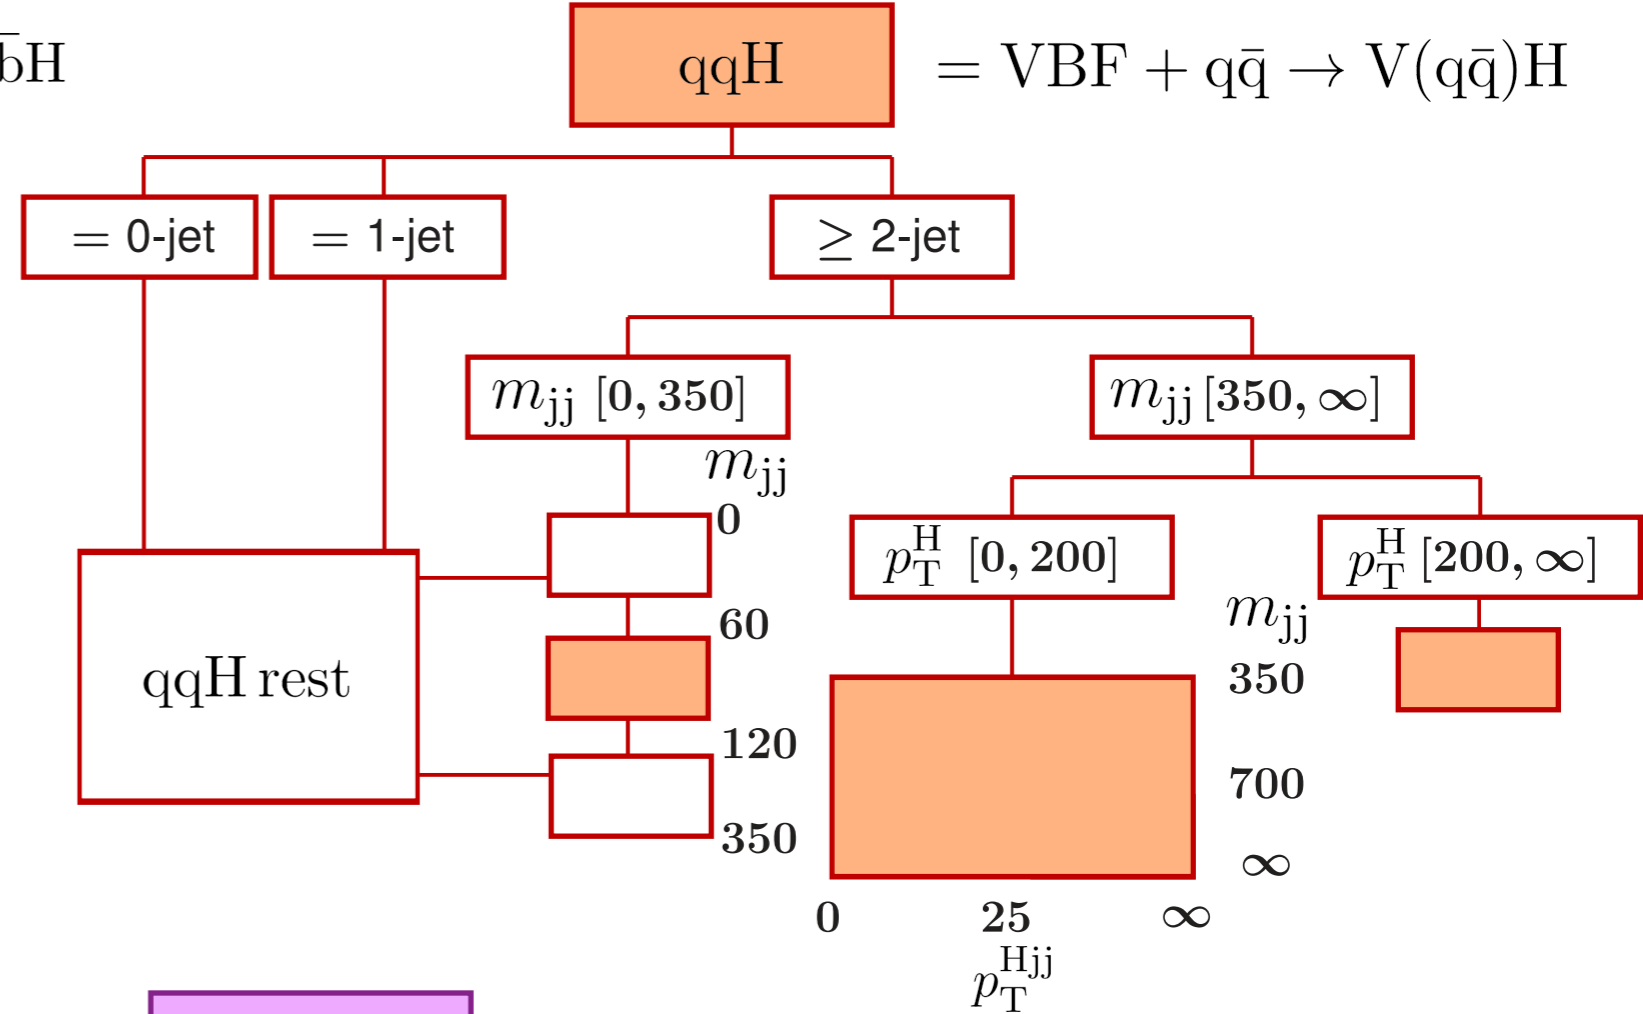 b̄H
qqH
= VBF + qq̄ → V(qq̄)H
= 0-jet
= 1-jet
≥ 2-jet
m_jj [0, 350]
m_jj [350, ∞]
m_jj
0
60
120
350
p_T^H [0, 200]
p_T^H [200, ∞]
qqH rest
m_jj
350
700
∞
0 25 ∞
p_T^Hjj